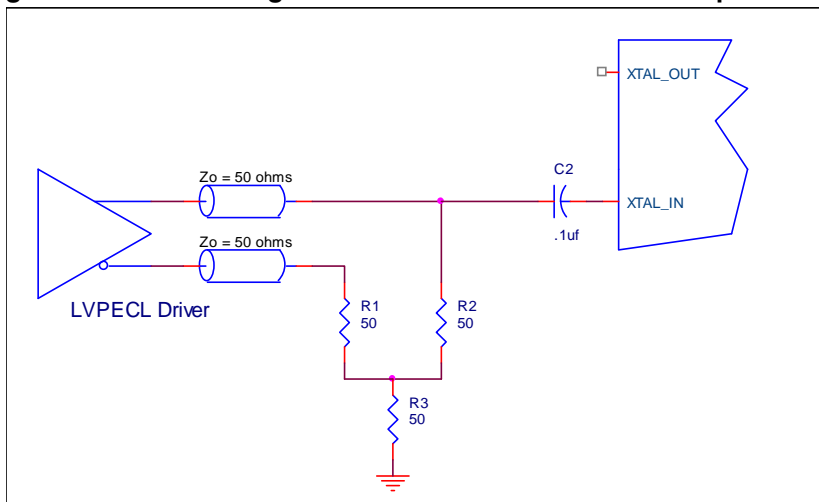 XTAL_OUT
Zo = 50 ohms
C2
XTAL_IN
.1uf
Zo = 50 ohms
LVPECL Driver
R1
50
R2
50
R3
50